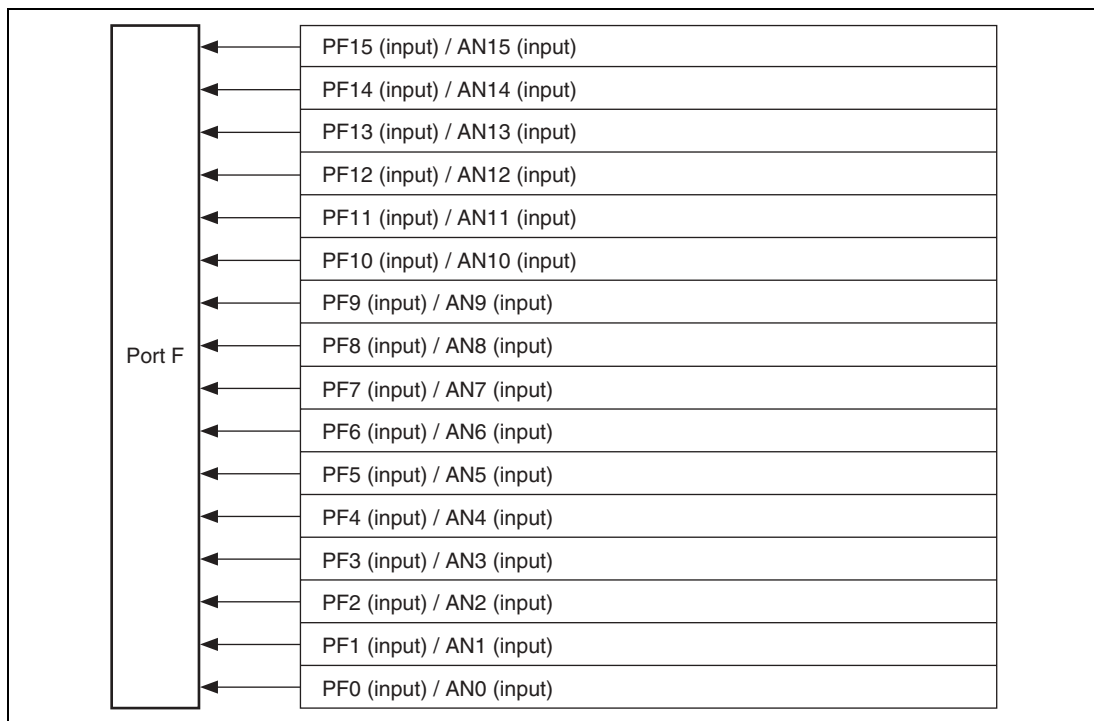 Port F
PF15 (input) / AN15 (input)
PF14 (input) / AN14 (input)
PF13 (input) / AN13 (input)
PF12 (input) / AN12 (input)
PF11 (input) / AN11 (input)
PF10 (input) / AN10 (input)
PF9 (input) / AN9 (input)
PF8 (input) / AN8 (input)
PF7 (input) / AN7 (input)
PF6 (input) / AN6 (input)
PF5 (input) / AN5 (input)
PF4 (input) / AN4 (input)
PF3 (input) / AN3 (input)
PF2 (input) / AN2 (input)
PF1 (input) / AN1 (input)
PF0 (input) / AN0 (input)